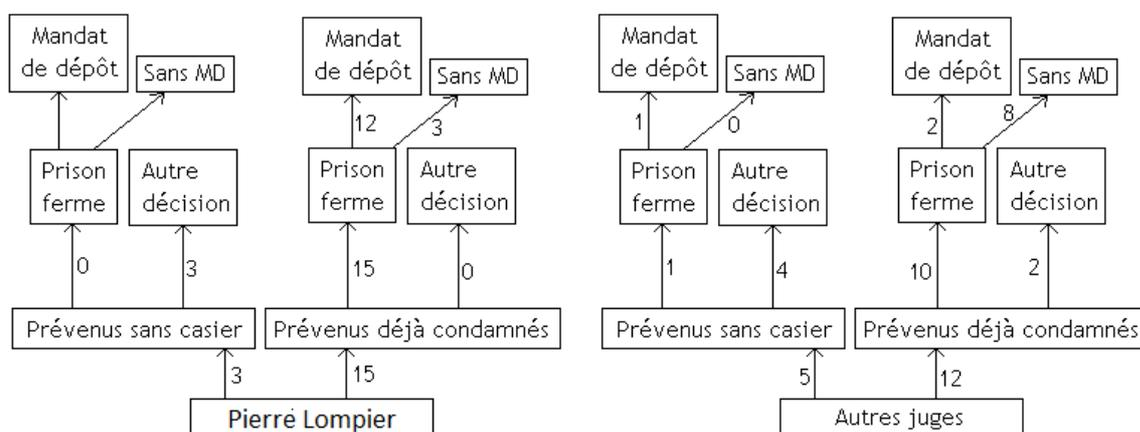 Mandat
de dépôt
Sans MD
Mandat
de dépôt
Sans MD
Mandat
de dépôt
Sans MD
Mandat
de dépôt
Sans MD
12
3
1
0
2
8
Prison
ferme
Autre
décision
Prison
ferme
Autre
décision
Prison
ferme
Autre
décision
Prison
ferme
Autre
décision
0
3
15
0
1
4
10
2
Prévenus sans casier
Prévenus déjà condamnés
Prévenus sans casier
Prévenus déjà condamnés
3
15
5
12
Pierre Lompier
Autres juges